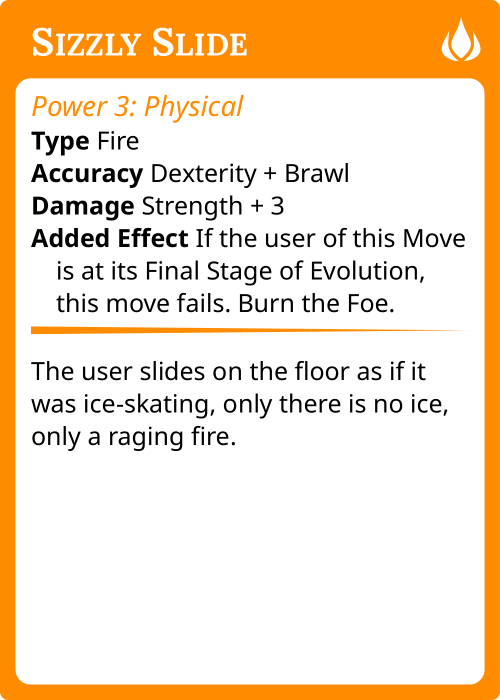 Sizzly Slide
Power 3: Physical
Type Fire
Accuracy Dexterity + Brawl
Damage Strength + 3
Added Effect If the user of this Move
is at its Final Stage of Evolution,
this move fails. Burn the Foe.
The user slides on the floor as if it
was ice-skating, only there is no ice,
only a raging fire.